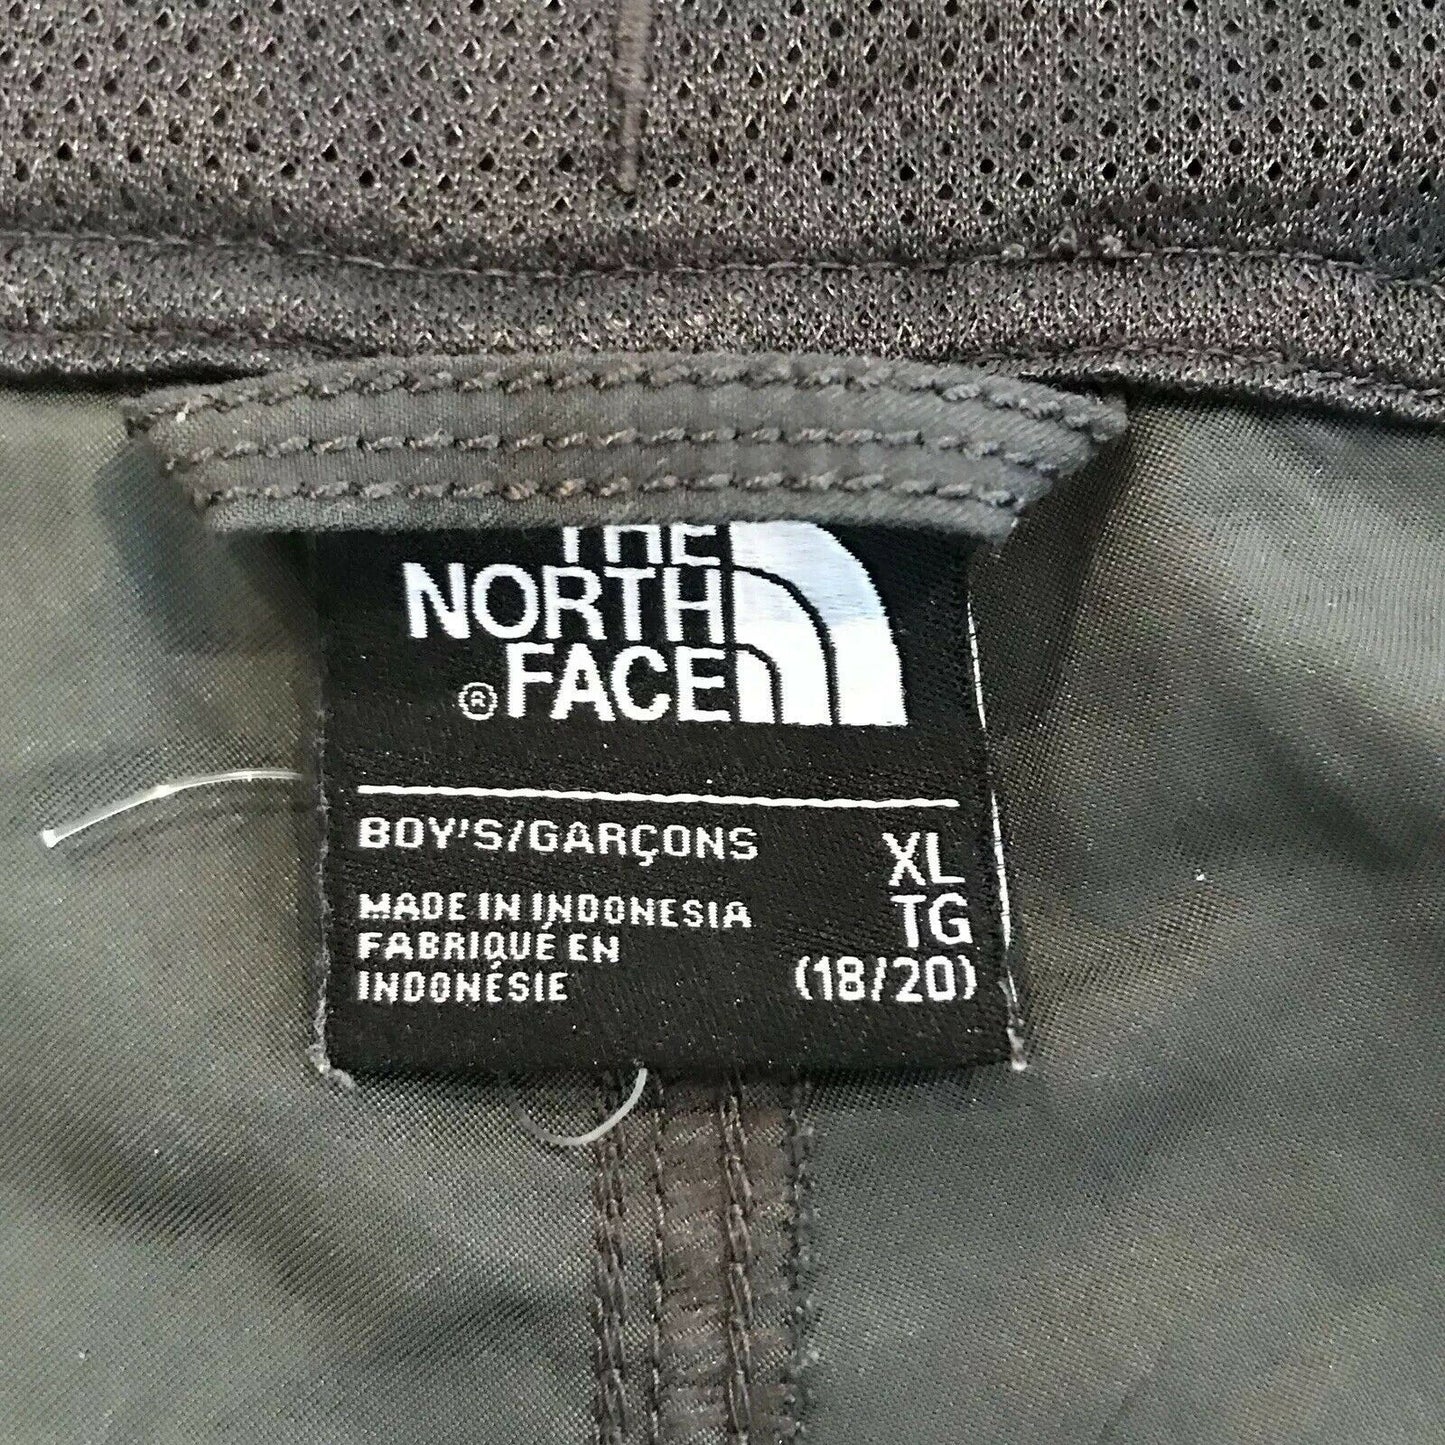 THE
NORTH
® FACE
BOY'S/GARÇONS
XL
TG
(18/20)
MADE IN INDONESIA
FABRIQUÉ EN
INDONÉSIE